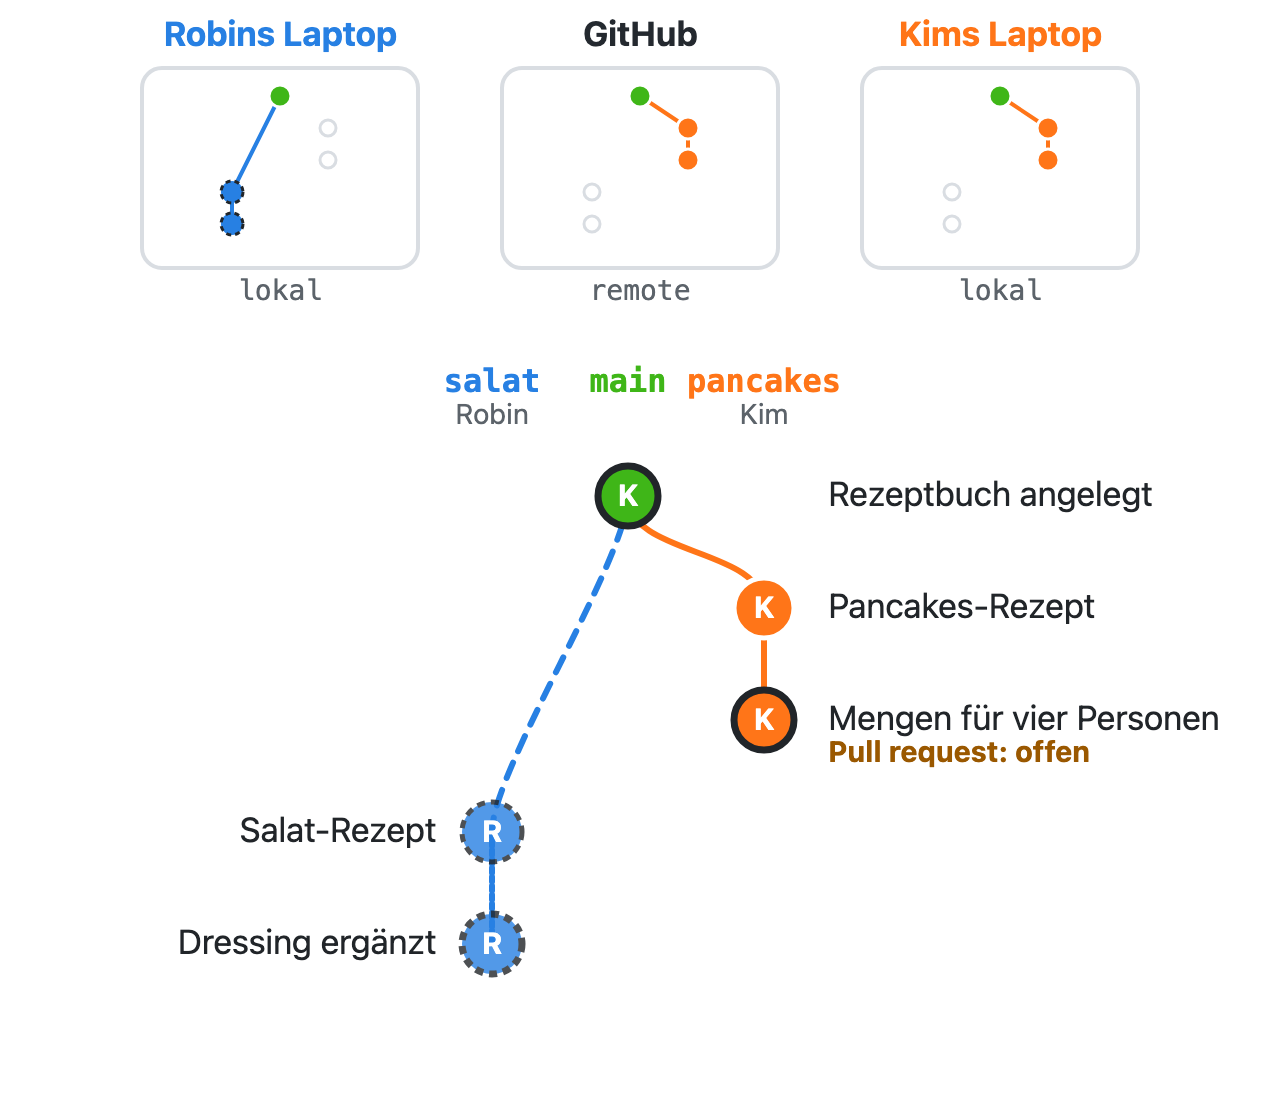 Robins Laptop
GitHub
Kims Laptop
lokal
remote
lokal
salat
main
pancakes
Robin
Kim
K
Rezeptbuch angelegt
K
Pancakes-Rezept
K
Mengen für vier Personen
Pull request: offen
Salat-Rezept
R
Dressing ergänzt
R